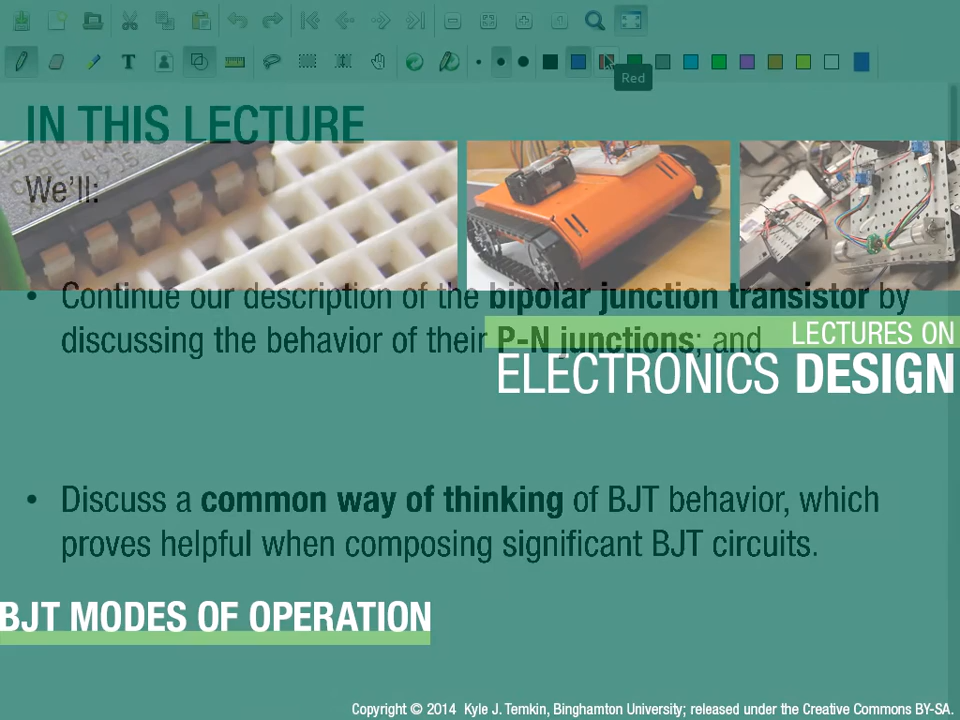 T
Red
IN THIS LECTURE
We'll:
• Continue our description of the bipolar junction transistor by
discussing the behavior of their P-N junctions; and
LECTURES ON
ELECTRONICS DESIGN
• Discuss a common way of thinking of BJT behavior, which
proves helpful when composing significant BJT circuits.
BJT MODES OF OPERATION
Copyright © 2014 Kyle J. Temkin, Binghamton University; released under the Creative Commons BY-SA.